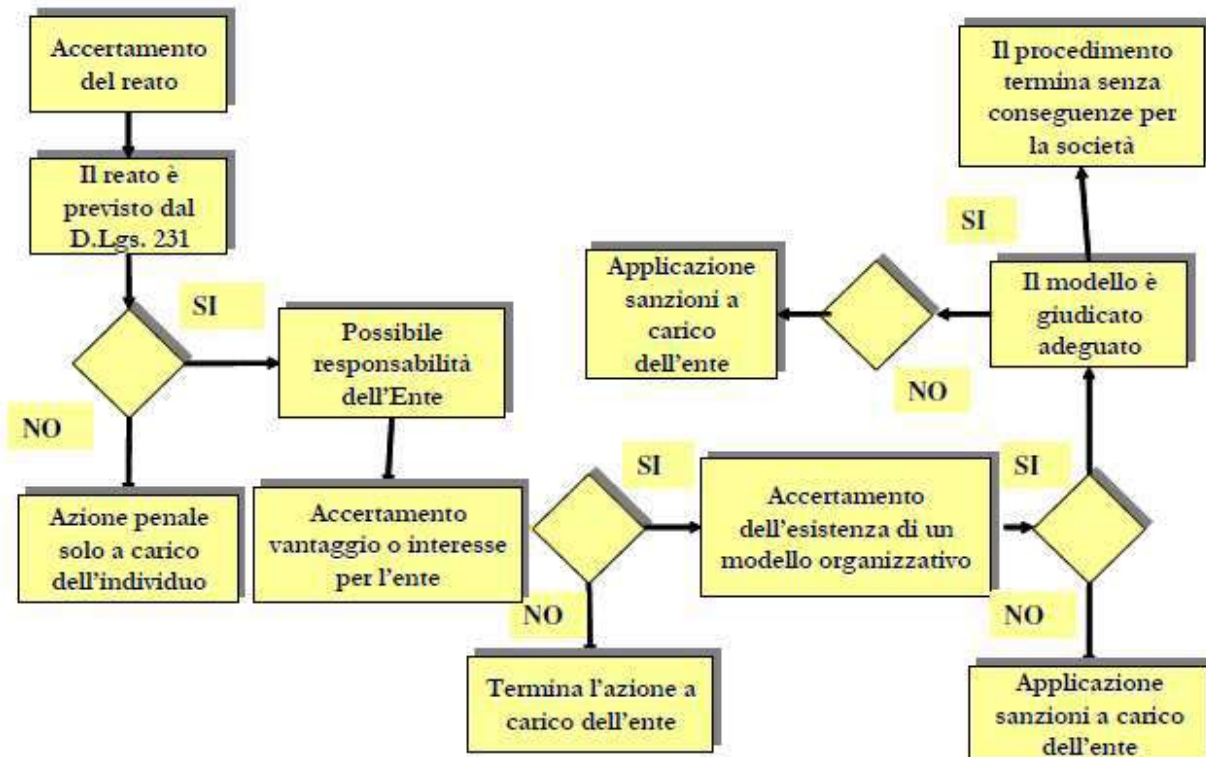 Accertamento
del reato
Il reato è
previsto dal
D.Lgs. 231
SI
NO
Azione penale
solo a carico
dell'individuo
Possibile
responsabilità
dell'Ente
Accertamento
vantaggio o interesse
per l'ente
NO
Termina l'azione a
carico dell'ente
SI
Accertamento
dell'esistenza di un
modello organizzativo
SI
NO
Applicazione
sanzioni a carico
dell'ente
Il modello è
giudicato
adeguato
NO
Applicazione
sanzioni a
carico
dell'ente
SI
Il procedimento
termina senza
conseguenze per
la società